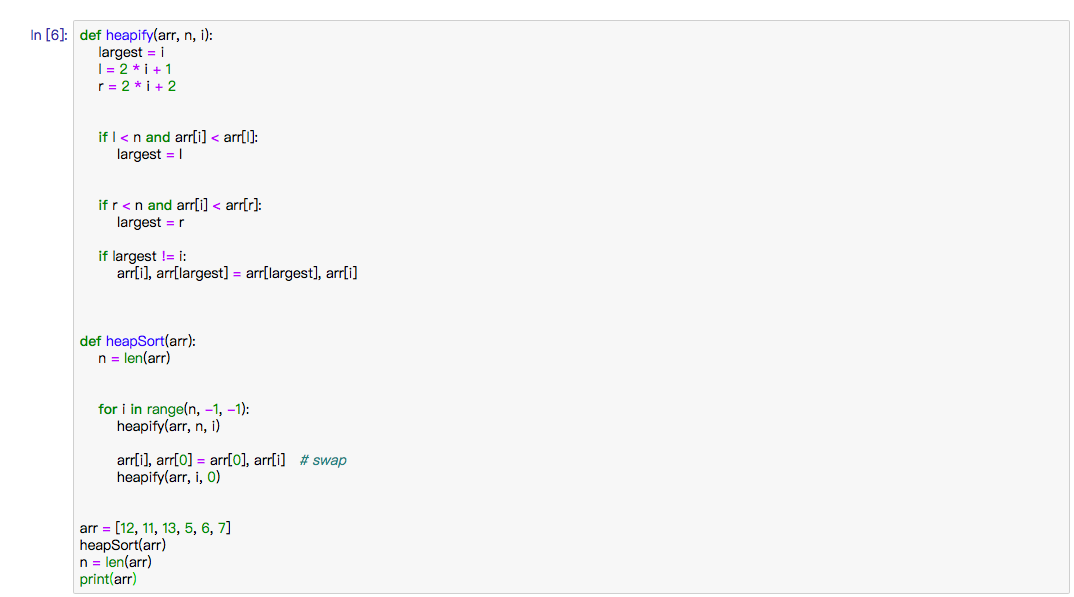 In [6]: def heapify(arr, n, i):
    largest = i
    l = 2 * i + 1
    r = 2 * i + 2
    if l < n and arr[i] < arr[l]:
        largest = l
    if r < n and arr[i] < arr[r]:
        largest = r
    if largest != i:
        arr[i], arr[largest] = arr[largest], arr[i]
def heapSort(arr):
    n = len(arr)
    for i in range(n, -1, -1):
        heapify(arr, n, i)
        arr[i], arr[0] = arr[0], arr[i]   # swap
        heapify(arr, i, 0)
arr = [12, 11, 13, 5, 6, 7]
heapSort(arr)
n = len(arr)
print(arr)